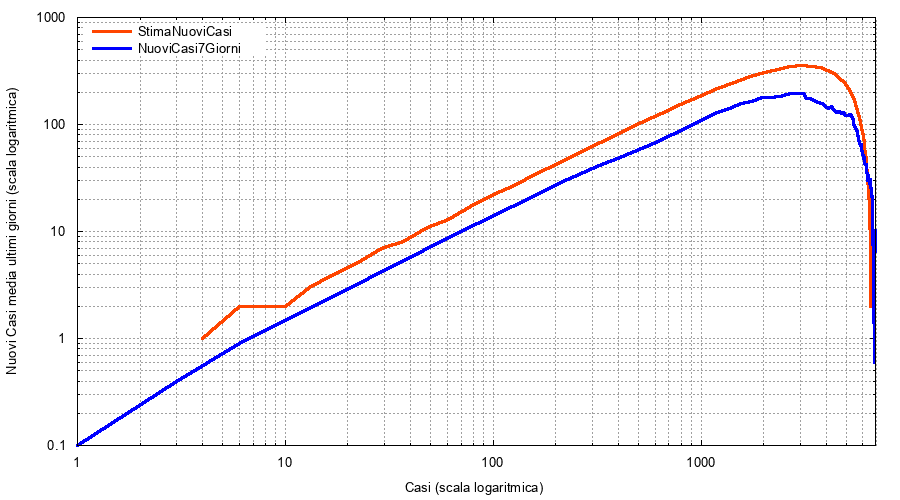 1000
StimaNuoviCasi
NuoviCasi7Giorni
100
10
1
0.1
Nuovi Casi media ultimi giorni (scala logaritmica)
1 10 100 1000
Casi (scala logaritmica)